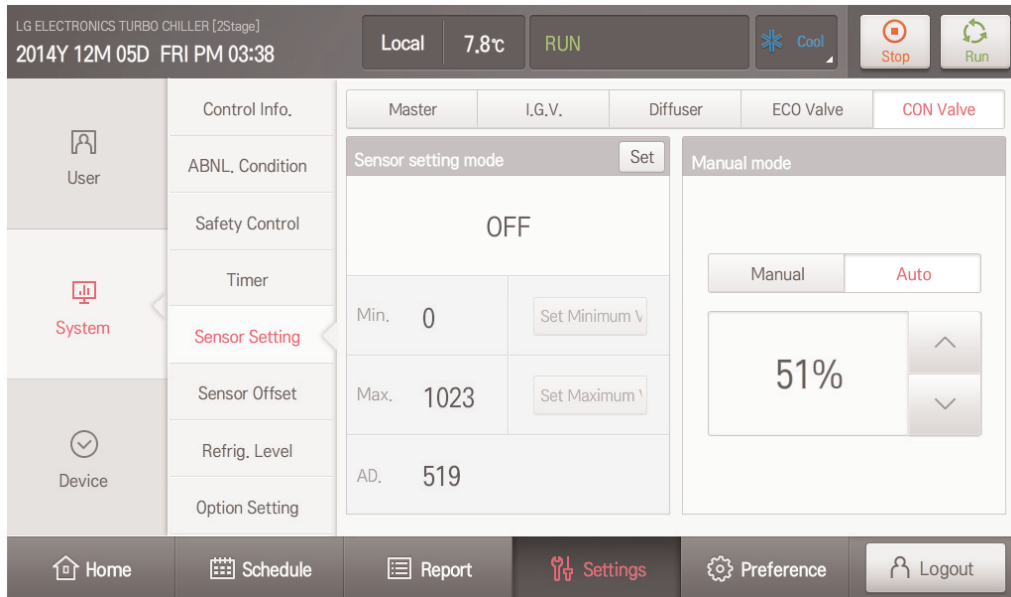 LG ELECTRONICS TURBO CHILLER [2Stage]
2014Y 12M 05D FRI PM 03:38
Local 7.8℃ RUN Cool Stop Run
User
System
Device
Control Info.
ABNL. Condition
Safety Control
Timer
Sensor Setting
Sensor Offset
Refrig. Level
Option Setting
Master I.G.V. Diffuser ECO Valve CON Valve
Sensor setting mode Set
OFF
Min. 0 Set Minimum V
Max. 1023 Set Maximum
AD. 519
Manual mode
Manual Auto
51%
Home Schedule Report Settings Preference Logout